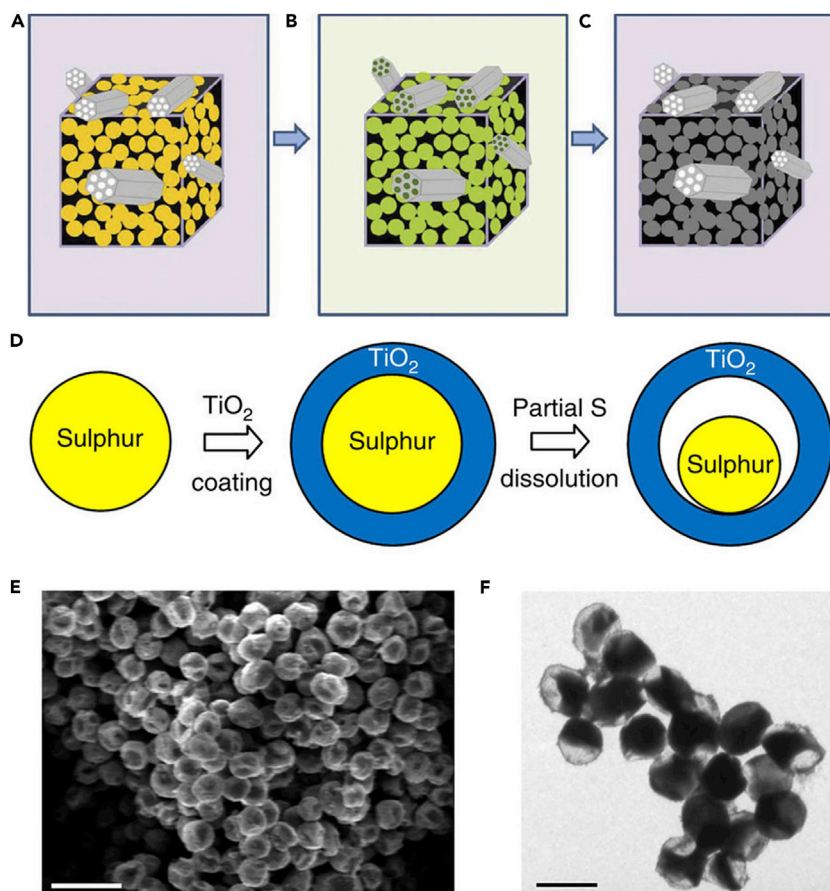 A
B
C
D
Sulphur
TiO₂
coating
TiO₂
Sulphur
Partial S
dissolution
TiO₂
Sulphur
E
F